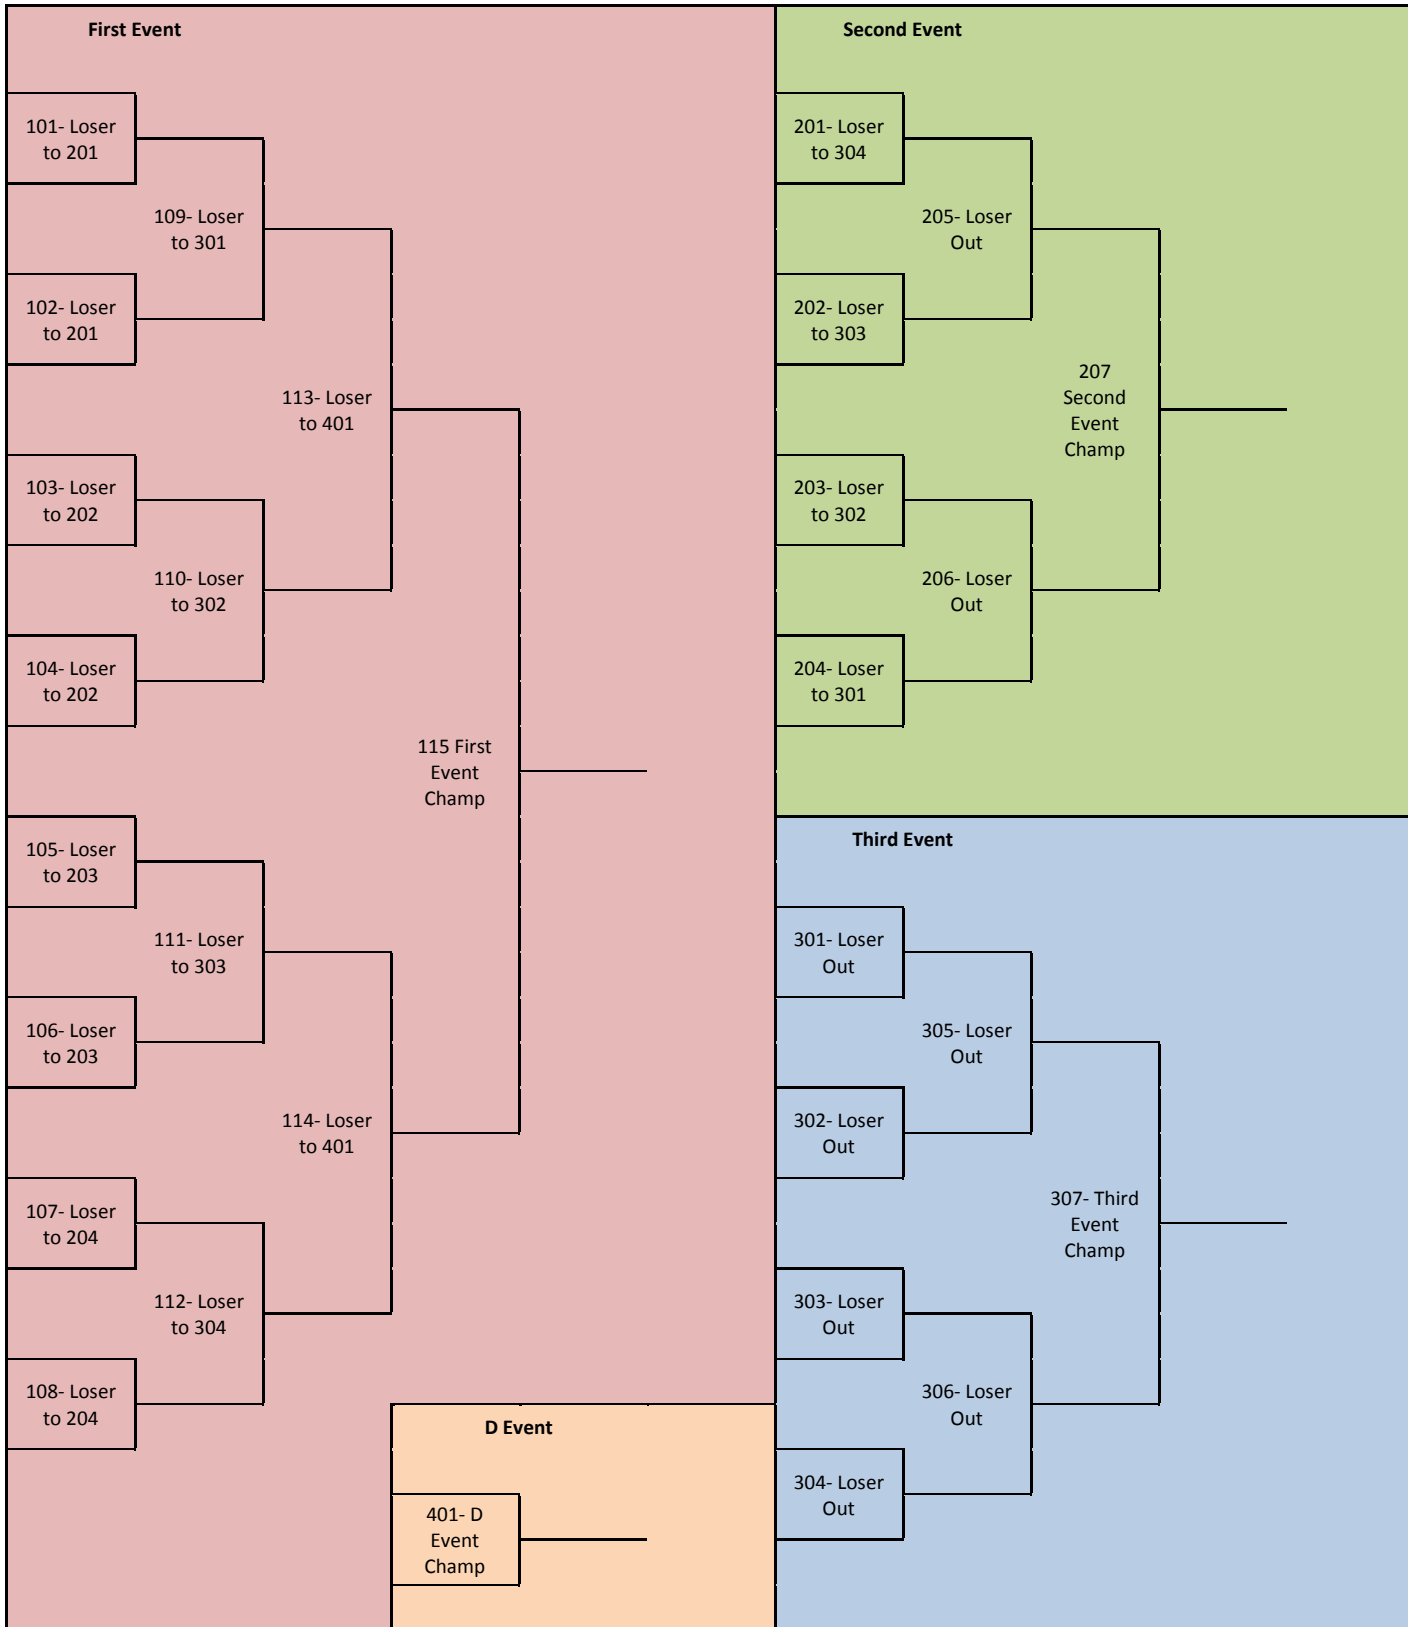 First Event
101- Loser
to 201
109- Loser
to 301
102- Loser
to 201
113- Loser
to 401
103- Loser
to 202
110- Loser
to 302
104- Loser
to 202
115 First
Event
Champ
105- Loser
to 203
111- Loser
to 303
106- Loser
to 203
114- Loser
to 401
107- Loser
to 204
112- Loser
to 304
108- Loser
to 204
Second Event
201- Loser
to 304
205- Loser
Out
202- Loser
to 303
207
Second
Event
Champ
203- Loser
to 302
206- Loser
Out
204- Loser
to 301
Third Event
301- Loser
Out
305- Loser
Out
302- Loser
Out
307- Third
Event
Champ
303- Loser
Out
306- Loser
Out
304- Loser
Out
D Event
401- D
Event
Champ